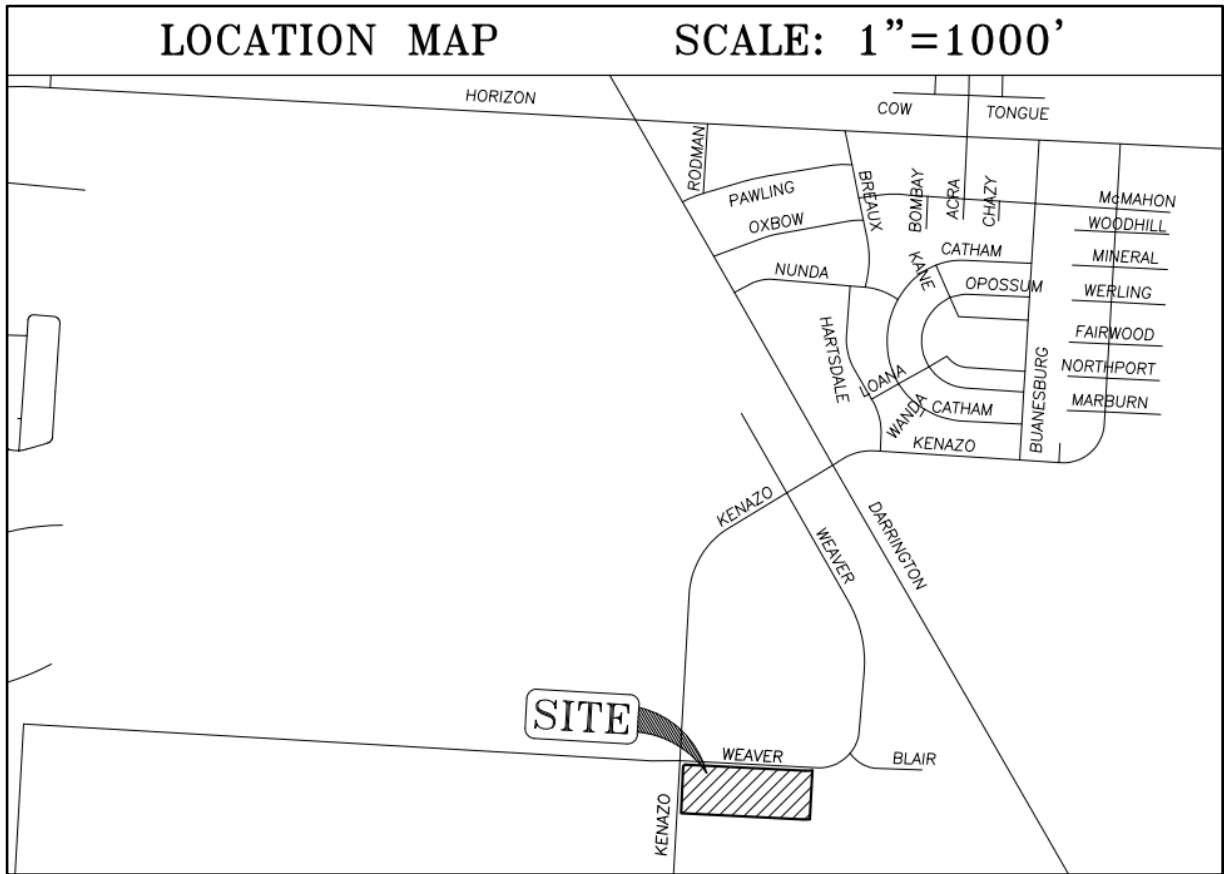 LOCATION MAP SCALE: 1"=1000'
HORIZON
COW TONGUE
RODMAN
PAWLING
BREAUX
BOMBAY
ACRA
CHAZY
McMAHON
OXBOW
WOODHILL
CATHAM
MINERAL
NUNDA
KANE
OPOSSUM
WERLING
HARTSDALE
FAIRWOOD
BUANESBURG
LOANA
NORTHPORT
WANDA
CATHAM
MARBURN
KENAZO
KENAZO
WEAVER
DARRINGTON
SITE
WEAVER
BLAIR
KENAZO